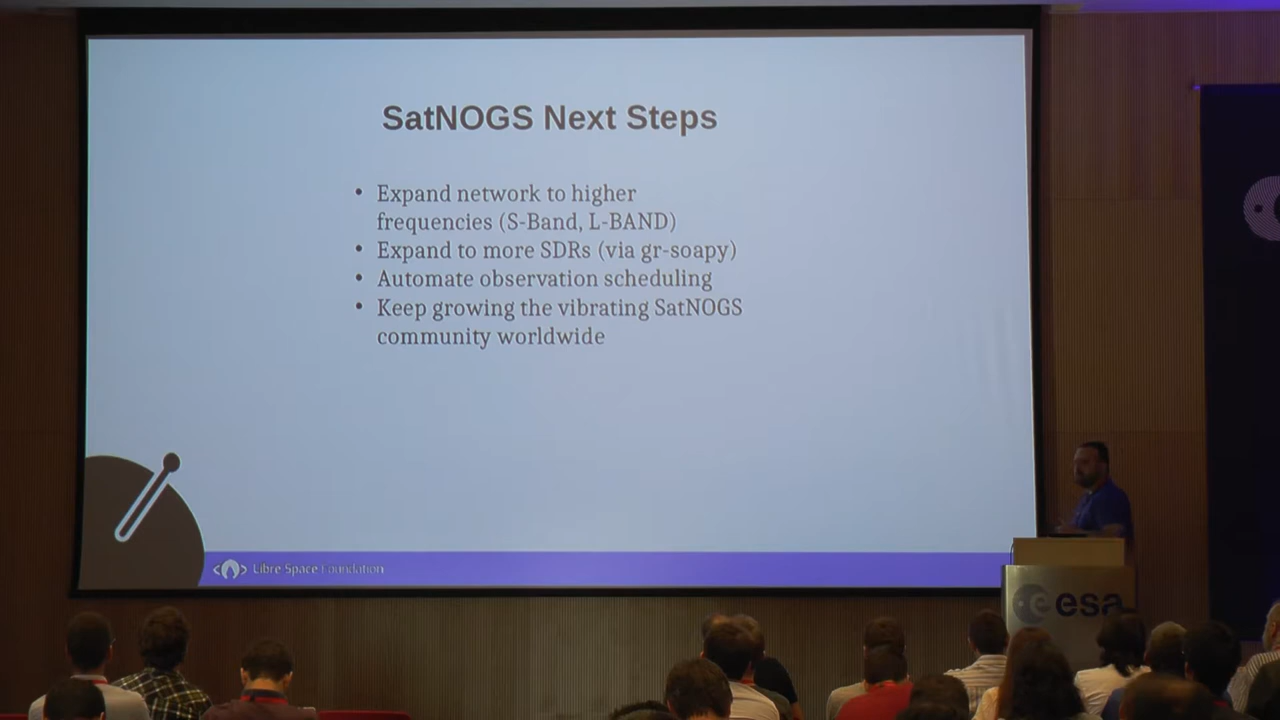 SatNOGS Next Steps
• Expand network to higher
frequencies (S-Band, L-BAND)
• Expand to more SDRs (via gr-soapy)
• Automate observation scheduling
• Keep growing the vibrating SatNOGS
community worldwide
Libre Space Foundation
esa